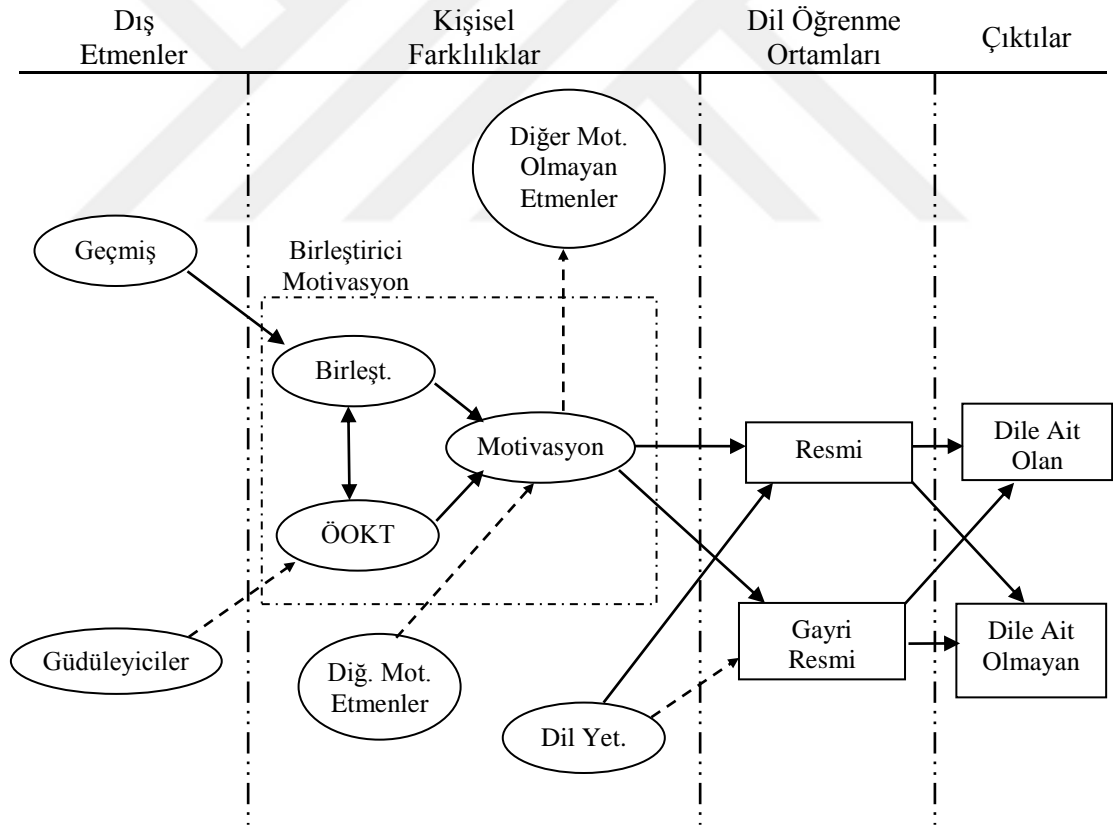 Dış
Etmenler
Kişisel
Farklılıklar
Dil Öğrenme
Ortamları
Çıktılar
Diğer Mot.
Olmayan
Etmenler
Geçmiş
Birleştirici
Motivasyon
Birleşt.
Motivasyon
Resmi
Dile Ait
Olan
ÖOKT
Güdüleyiciler
Diğ. Mot.
Etmenler
Dil Yet.
Gayri
Resmi
Dile Ait
Olmayan